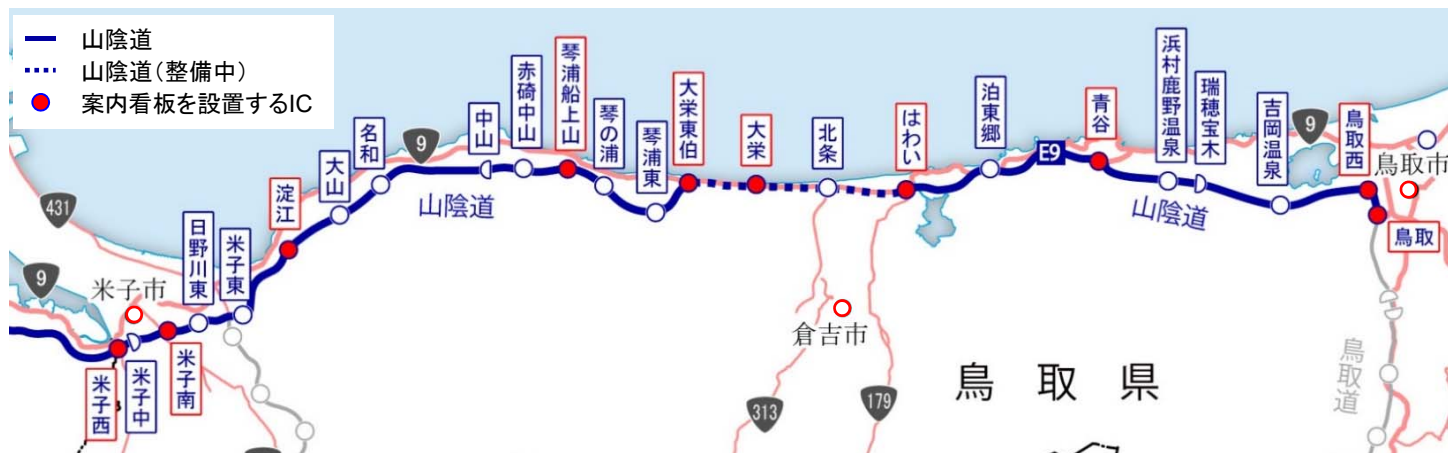 山陰道
山陰道（整備中）
案内看板を設置するIC
431
9
米子市
米子西
米子中
米子南
日野川東
米子東
淀江
大山
名和
9
山陰道
中山
赤碕中山
琴浦船上山
琴の浦
琴浦東
大栄東伯
大栄
北条
はわい
倉吉市
313
179
泊東郷
E9
青谷
浜村鹿野温泉
瑞穂宝木
山陰道
吉岡温泉
9
鳥取西
鳥取市
鳥取
鳥取県
鳥取道